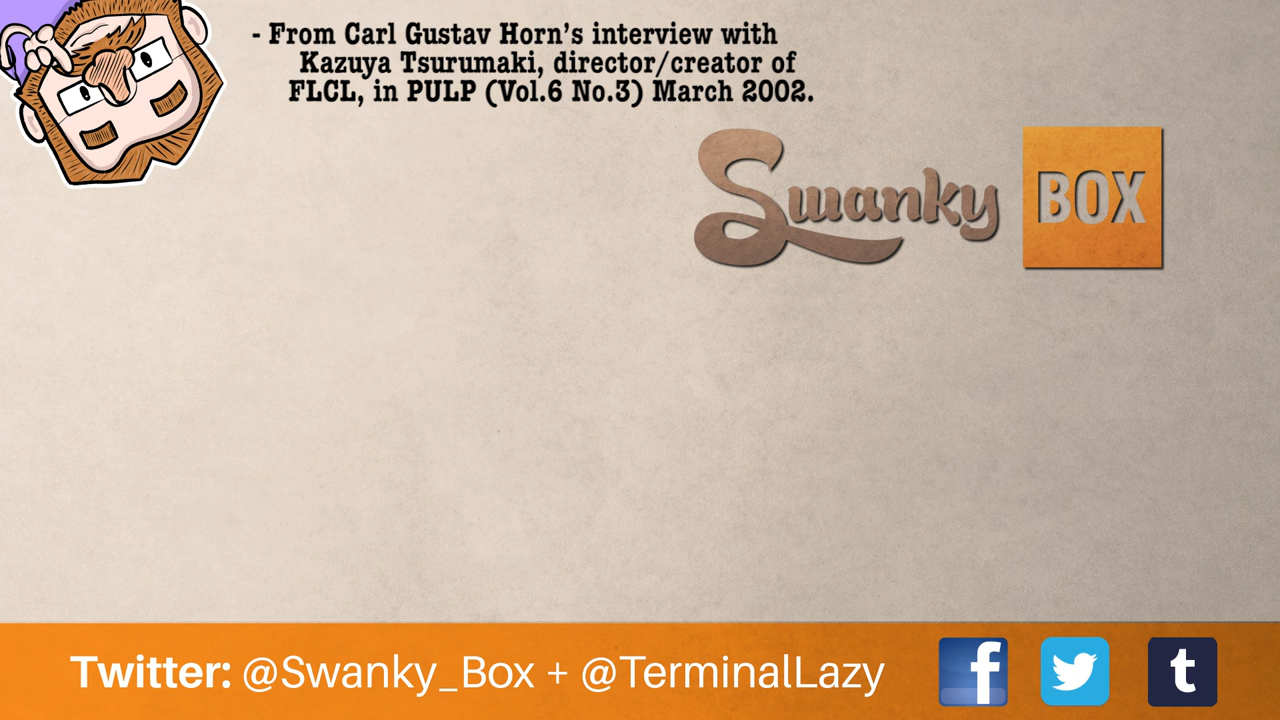 - From Carl Gustav Horn's interview with
Kazuya Tsurumaki, director/creator of
FLCL, in PULP (Vol.6 No.3) March 2002.
Swanky BOX
Twitter: @Swanky_Box + @TerminalLazy